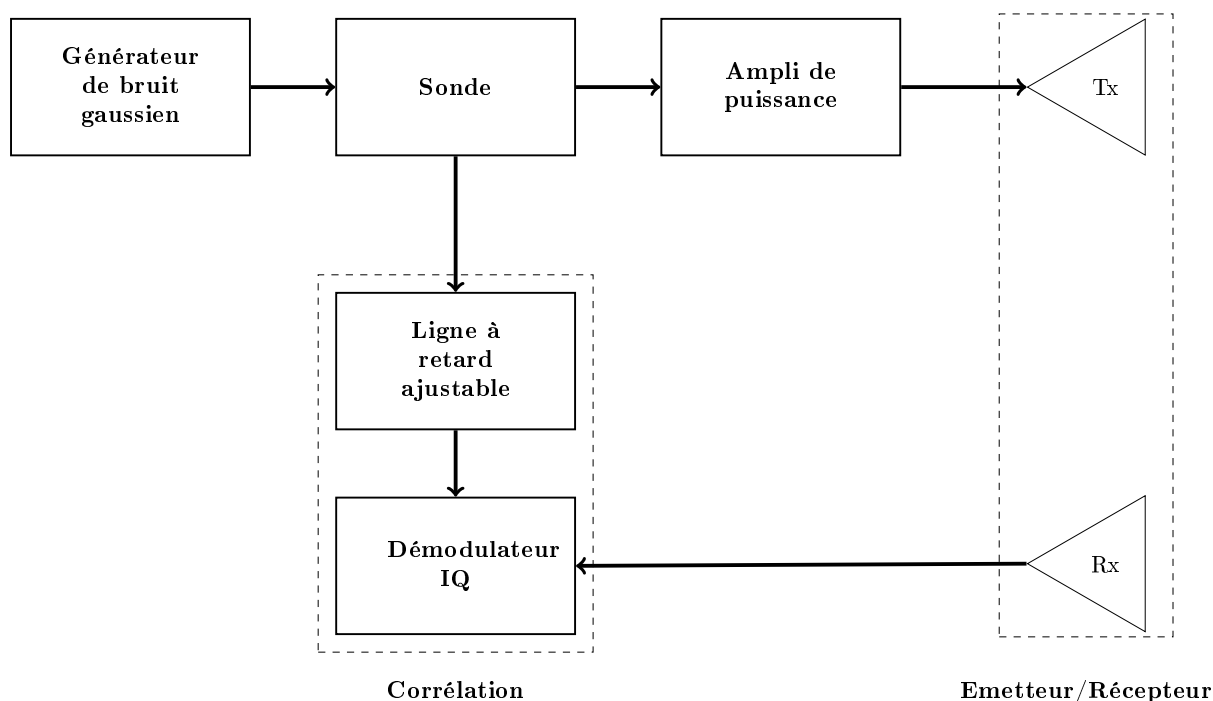 Générateur
de bruit
gaussien
Sonde
Ampli de
puissance
Tx
Ligne à
retard
ajustable
Démodulateur
IQ
Rx
Corrélation
Emetteur/Récepteur